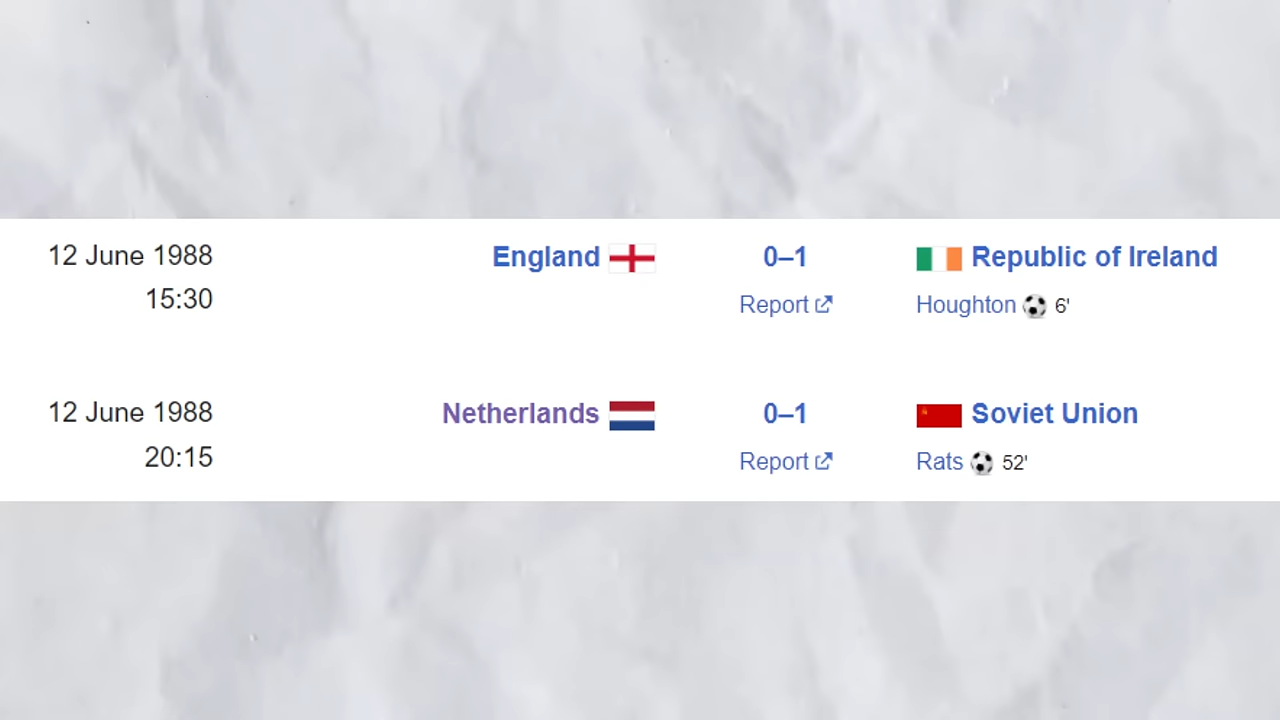 12 June 1988 England 0–1 Republic of Ireland
15:30 Report Houghton 6'
12 June 1988 Netherlands 0–1 Soviet Union
20:15 Report Rats 52'